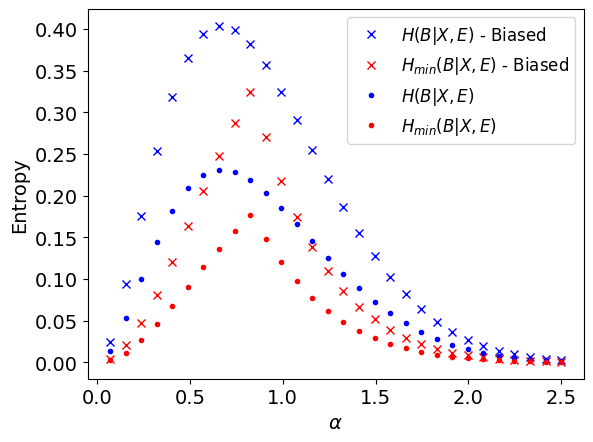 H(B|X, E) - Biased
H_min(B|X, E) - Biased
H(B|X, E)
H_min(B|X, E)
Entropy
0.40
0.35
0.30
0.25
0.20
0.15
0.10
0.05
0.00
0.0 0.5 1.0 1.5 2.0 2.5
α